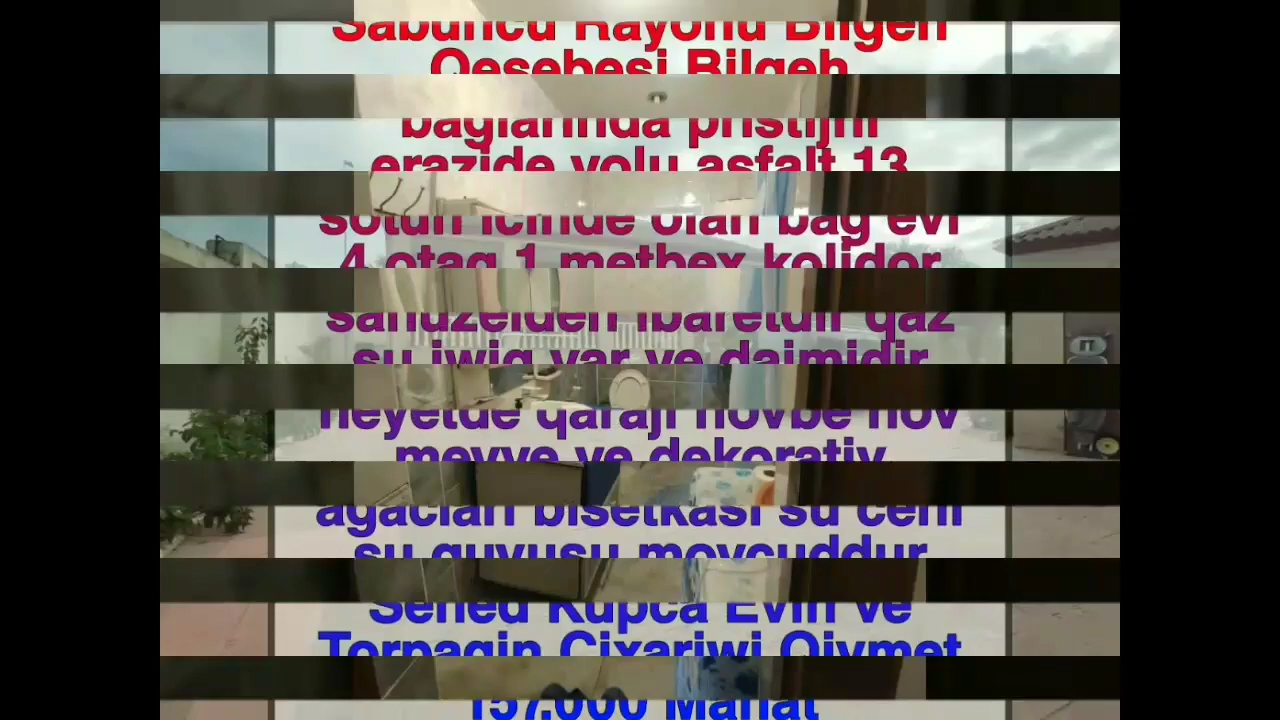 Sabuncu Rayonu Bilgeh
Qesebesi Bilgeh
baglarinda pristijni
erazide yolu asfalt 13
sotun icinde olan bag evi
4 otaq 1 metbex kolidor
sanuzelden ibaretdir qaz
su iwiq var ve daimidir
heyetde qaraji novbe nov
meyve ve dekorativ
agaclari bisetkasi su ceni
su quyusu movcuddur
Sened Kupca Evin ve
Torpagin Cixariwi Qiymet
157.000 Manat